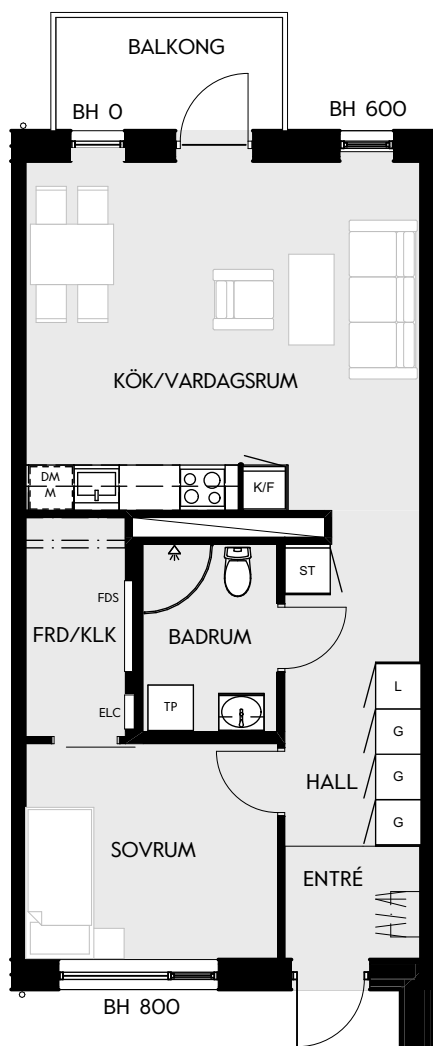 BALKONG
BH 0
BH 600
KÖK/VARDAGSRUM
DM
M
K/F
FDS
ST
FRD/KLK
BADRUM
L
ELC
TP
G
G
HALL
G
SOVRUM
ENTRÉ
BH 800